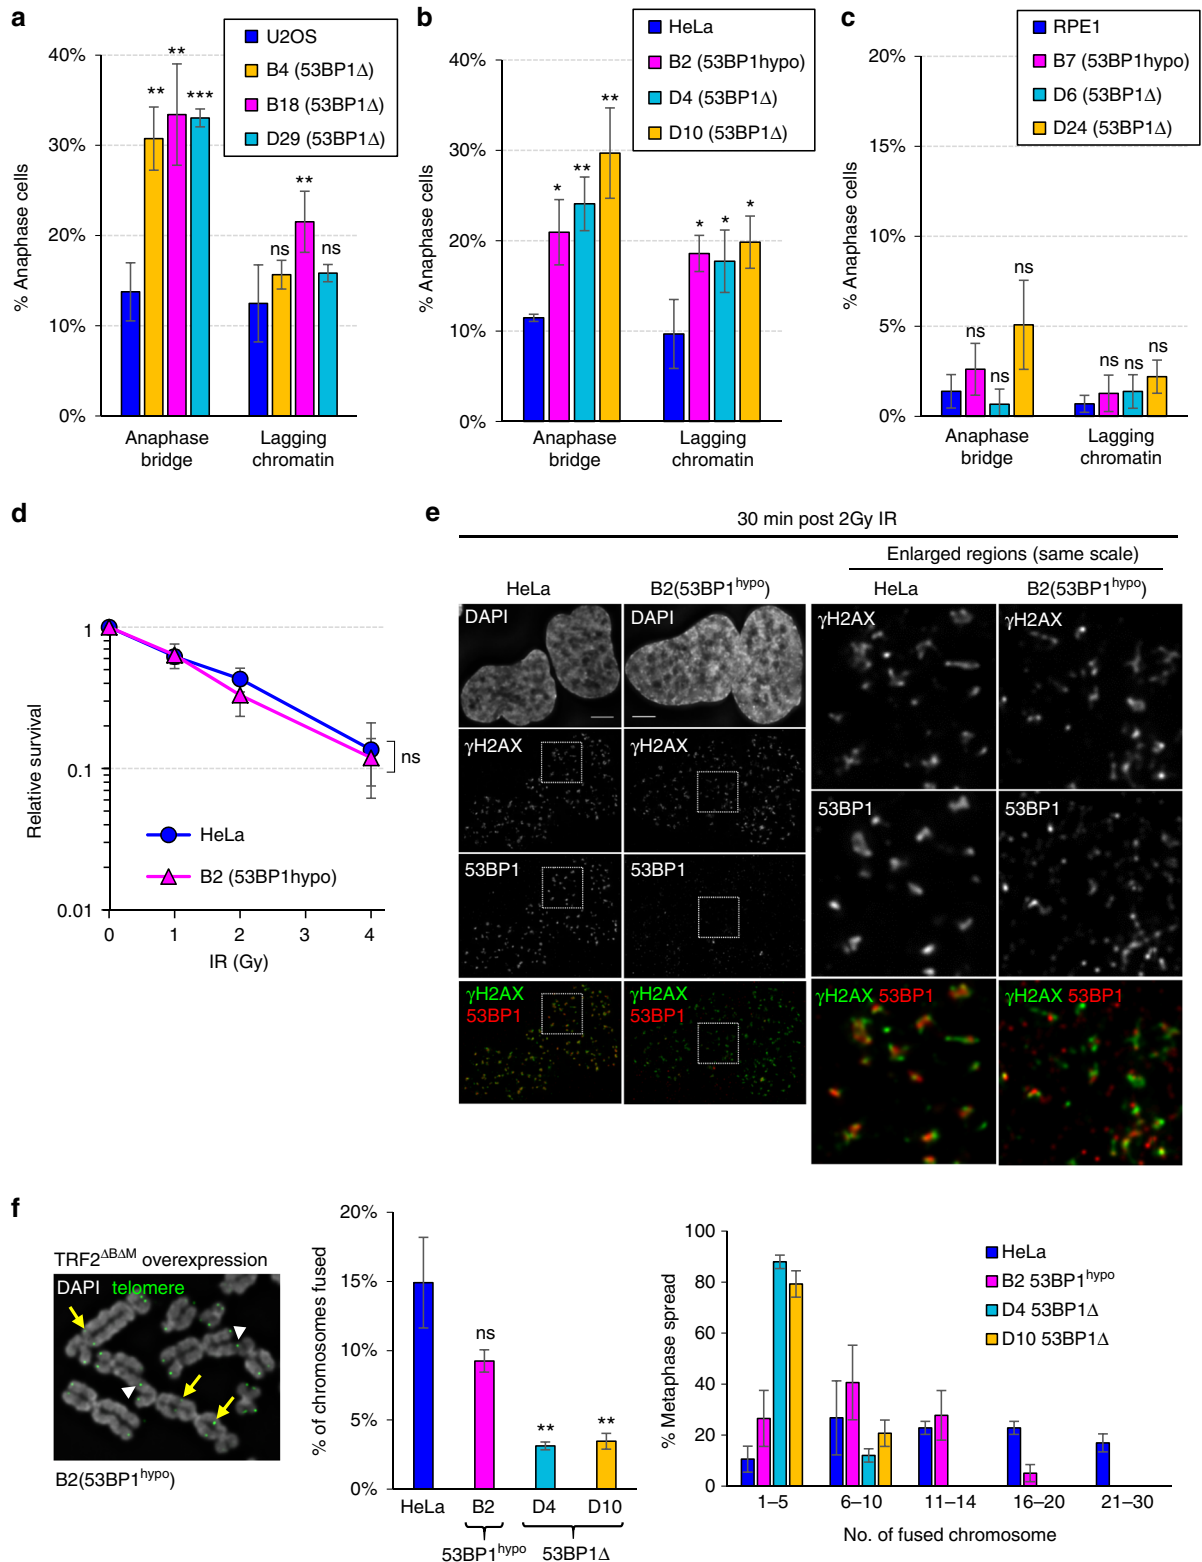 a
40%
30%
20%
10%
0%
% Anaphase cells
U2OS
B4 (53BP1Δ)
B18 (53BP1Δ)
D29 (53BP1Δ)
**
**
***
ns
**
ns
Anaphase
bridge
Lagging
chromatin
b
40%
30%
20%
10%
0%
% Anaphase cells
HeLa
B2 (53BP1hypo)
D4 (53BP1Δ)
D10 (53BP1Δ)
*
**
**
*
*
*
Anaphase
bridge
Lagging
chromatin
c
20%
15%
10%
5%
0%
% Anaphase cells
RPE1
B7 (53BP1hypo)
D6 (53BP1Δ)
D24 (53BP1Δ)
ns
ns
ns
ns
ns
ns
Anaphase
bridge
Lagging
chromatin
d
1
0.1
0.01
Relative survival
ns
HeLa
B2 (53BP1hypo)
0 1 2 3 4
IR (Gy)
e
30 min post 2Gy IR
Enlarged regions (same scale)
HeLa
B2(53BP1hypo)
HeLa
B2(53BP1hypo)
DAPI
DAPI
γH2AX
γH2AX
γH2AX
γH2AX
53BP1
53BP1
53BP1
53BP1
γH2AX
53BP1
γH2AX
53BP1
γH2AX 53BP1
γH2AX 53BP1
f
TRF2ΔBΔM overexpression
DAPI telomere
B2(53BP1hypo)
20%
15%
10%
5%
0%
% of chromosomes fused
ns
**
**
HeLa B2 D4 D10
53BP1hypo 53BP1Δ
100
80
60
40
20
0
% Metaphase spread
HeLa
B2 53BP1hypo
D4 53BP1Δ
D10 53BP1Δ
1–5 6–10 11–14 16–20 21–30
No. of fused chromosome